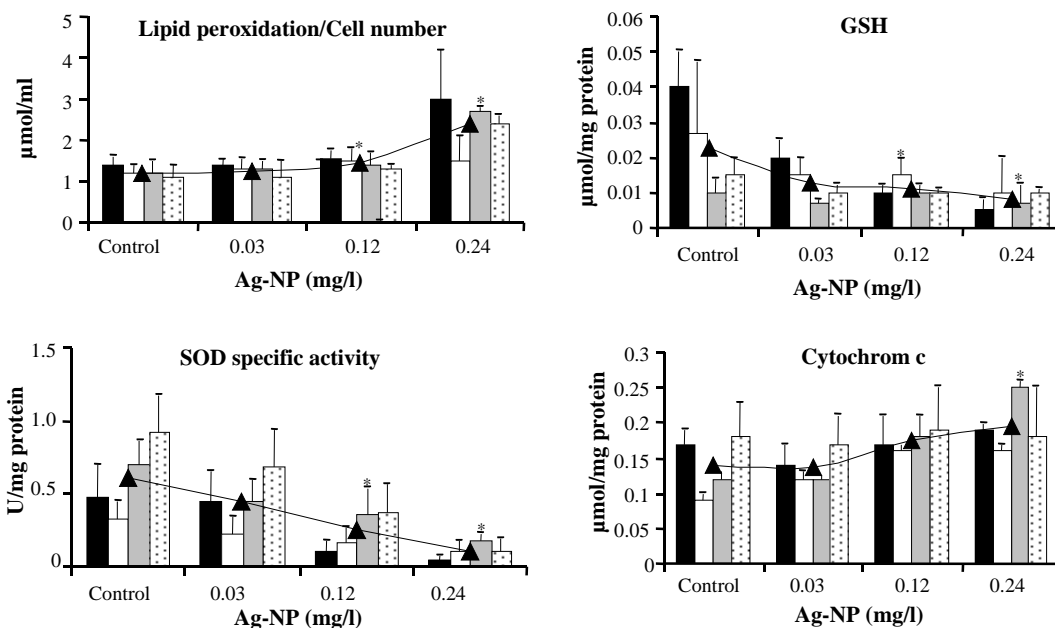 Lipid peroxidation/Cell number
µmol/ml
5
4
3
2
1
0
*
*
Control 0.03 0.12 0.24
Ag-NP (mg/l)
GSH
µmol/mg protein
0.06
0.05
0.04
0.03
0.02
0.01
0
*
*
Control 0.03 0.12 0.24
Ag-NP (mg/l)
SOD specific activity
U/mg protein
1.5
1.0
0.5
0
*
*
Control 0.03 0.12 0.24
Ag-NP (mg/l)
Cytochrom c
µmol/mg protein
0.3
0.25
0.20
0.15
0.1
0.05
0
*
Control 0.03 0.12 0.24
Ag-NP (mg/l)